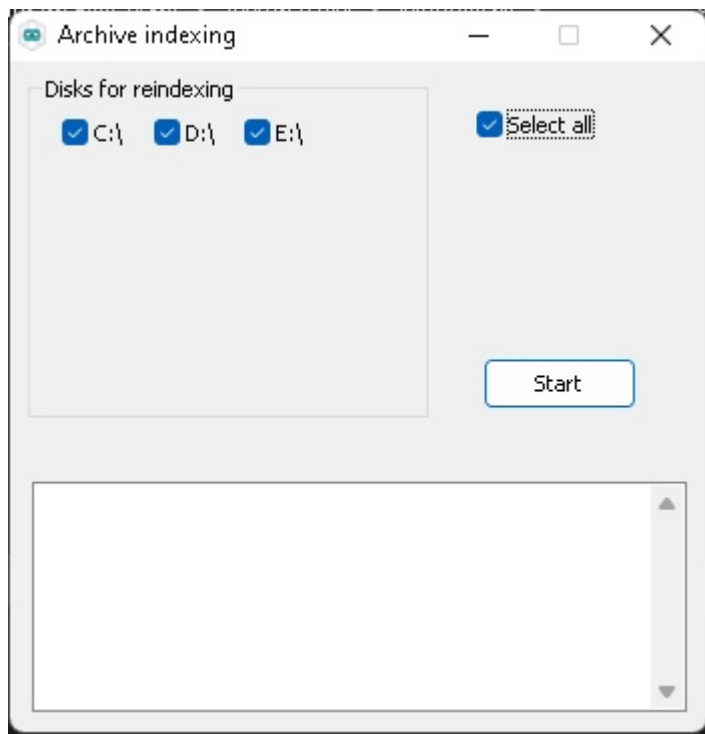 Archive indexing
Disks for reindexing
C:\ D:\ E:\
Select all
Start